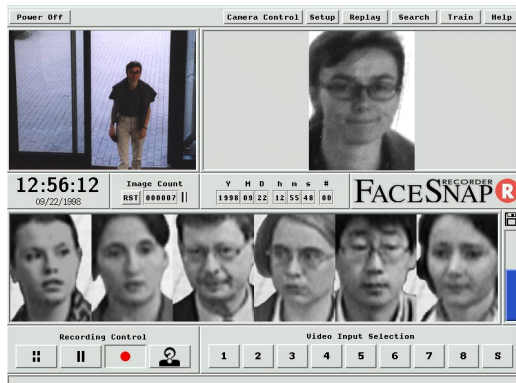 Power Off
Camera Control Setup Replay Search Train Help
12:56:12
09/22/1998
Image Count
RST 000007
Y M D h m s #
1998 09 22 12 55 48 00
FACESNAP RECORDER R
Recording Control
Video Input Selection
1 2 3 4 5 6 7 8 S